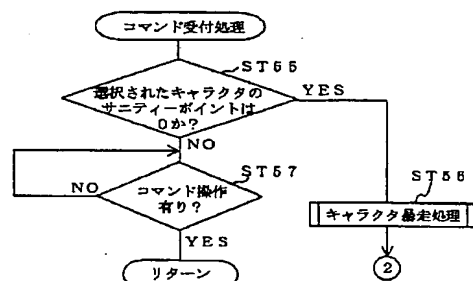 コマンド受付処理
ST55
選択されたキャラクタの
サニティーポイントは
0か?
YES
NO
ST57
コマンド操作
有り?
NO
ST56
キャラクタ暴走処理
YES
リターン
2